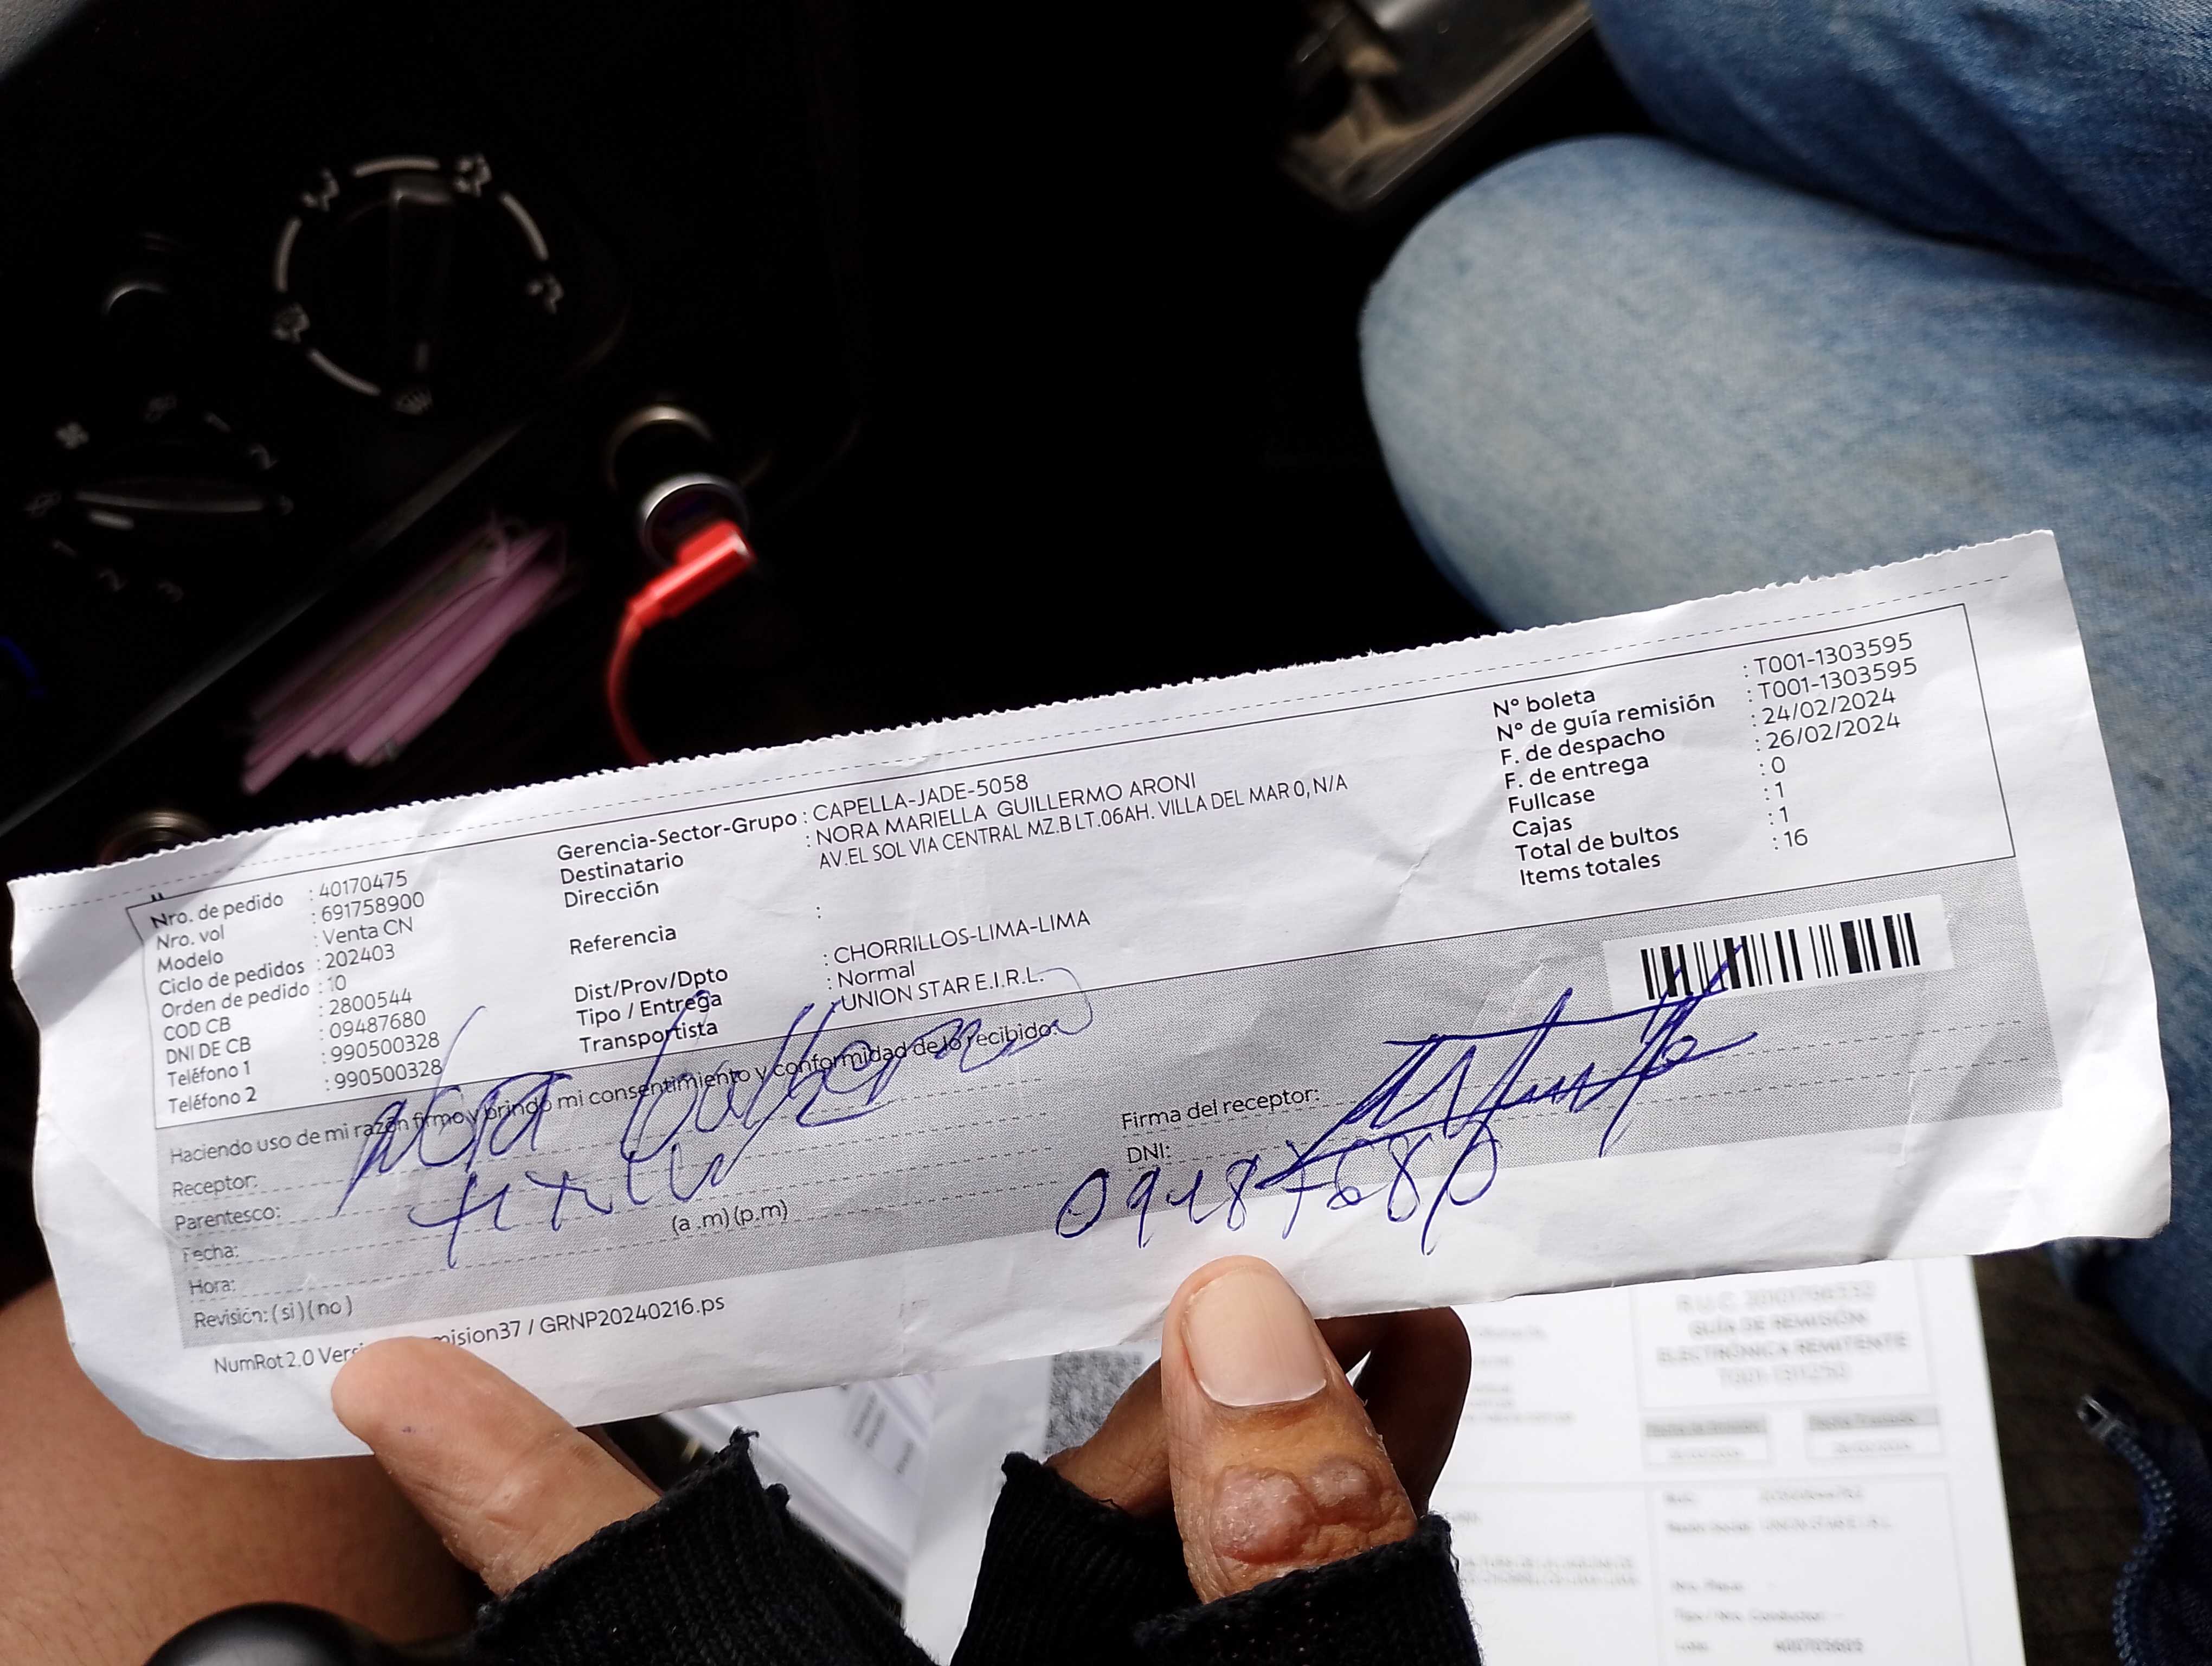 Nro. de pedido : 40170475
Nro. vol : 691758900
Modelo : Venta CN
Ciclo de pedidos : 202403
Orden de pedido : 10
COD CB : 2800544
DNI DE CB : 09487680
Teléfono 1 : 990500328
Teléfono 2 : 990500328
Gerencia-Sector-Grupo : CAPELLA-JADE-5058
Destinatario : NORA MARIELLA GUILLERMO ARONI
Dirección AV.EL SOL VIA CENTRAL MZ.B LT.06AH. VILLA DEL MAR 0, N/A
Referencia :
Dist/Prov/Dpto : CHORRILLOS-LIMA-LIMA
Tipo / Entrega : Normal
Transportista : UNION STAR E.I.R.L.
N° boleta : T001-1303595
N° de guía remisión : T001-1303595
F. de despacho : 24/02/2024
F. de entrega : 26/02/2024
Fullcase : 0
Cajas : 1
Total de bultos : 1
Items totales : 16
Haciendo uso de mi razón firmo y brindo mi consentimiento y conformidad de lo recibido.
Receptor:
Parentesco:
Fecha:
Hora: (a .m) (p.m)
Revisión: (si) (no)
Firma del receptor:
DNI: 09487680
NumRot 2.0 / GRNP20240216.ps
GUÍA DE REMISIÓN
ELECTRÓNICA REMITENTE